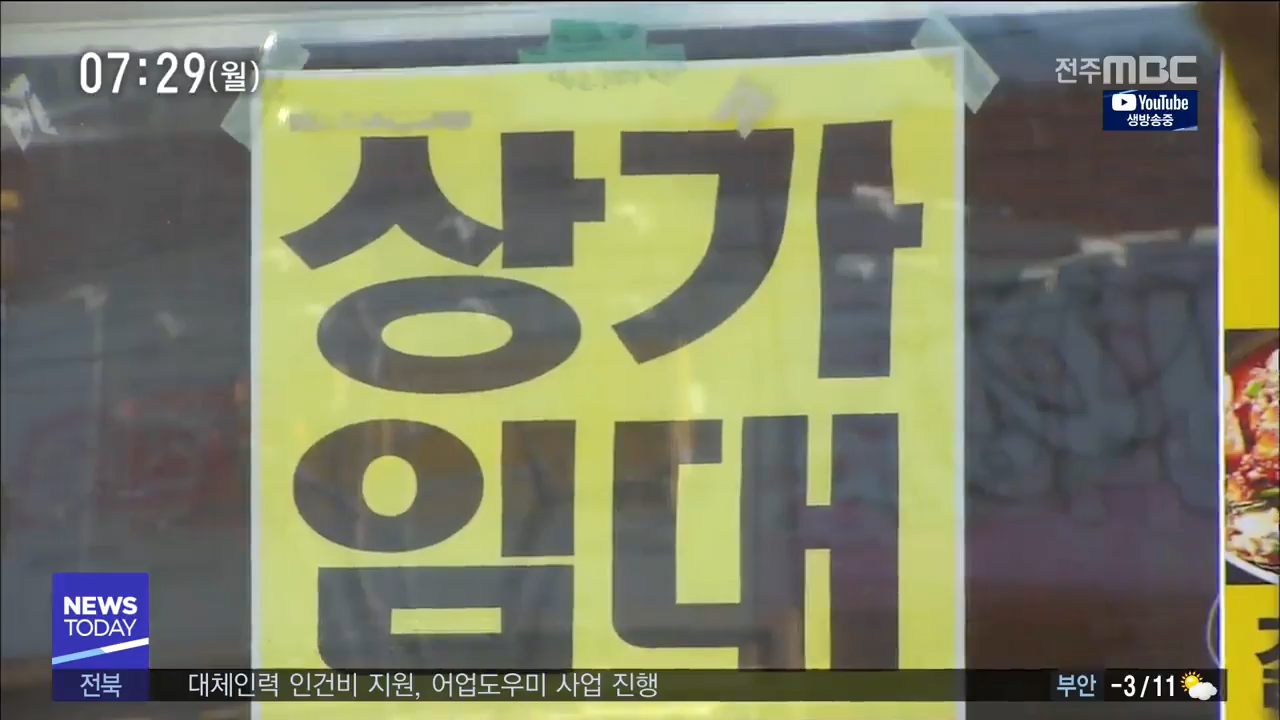 07:29(월)
전주MBC
YouTube
생방송중
상가
임대
NEWS
TODAY
전북
대체인력 인건비 지원, 어업도우미 사업 진행
부안 -3/11